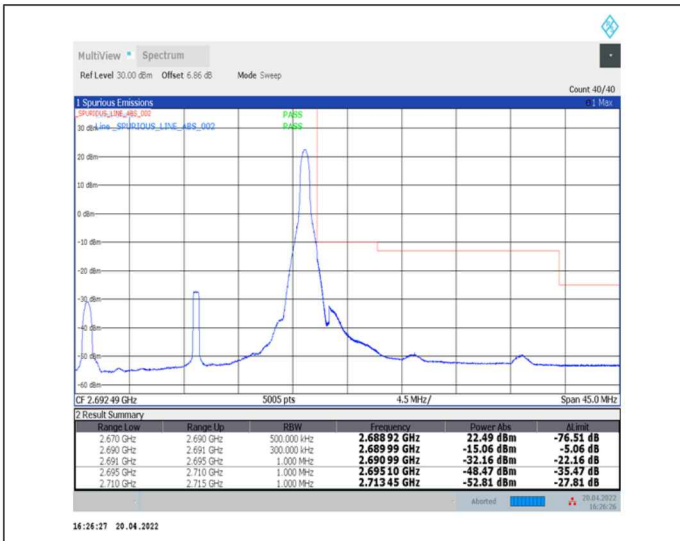 MultiView Spectrum
Ref Level 30.00 dBm Offset 6.86 dB Mode Sweep
Count 40/40
1 Spurious Emissions 1 Max
_SPURIOUS_LINE_ABS_002 PASS
30 dBm Line _SPURIOUS_LINE_ABS_002 PASS
20 dBm
10 dBm
0 dBm
-10 dBm
-20 dBm
-30 dBm
-40 dBm
-50 dBm
-60 dBm
CF 2.692 49 GHz 5005 pts 4.5 MHz/ Span 45.0 MHz
2 Result Summary
Range Low Range Up RBW Frequency Power Abs ΔLimit
2.670 GHz 2.690 GHz 500.000 kHz 2.688 92 GHz 22.49 dBm -76.51 dB
2.690 GHz 2.691 GHz 300.000 kHz 2.689 99 GHz -15.06 dBm -5.06 dB
2.691 GHz 2.695 GHz 1.000 MHz 2.690 99 GHz -32.16 dBm -22.16 dB
2.695 GHz 2.710 GHz 1.000 MHz 2.695 10 GHz -48.47 dBm -35.47 dB
2.710 GHz 2.715 GHz 1.000 MHz 2.713 45 GHz -52.81 dBm -27.81 dB
Aborted 20.04.2022
16:26:26
16:26:27 20.04.2022